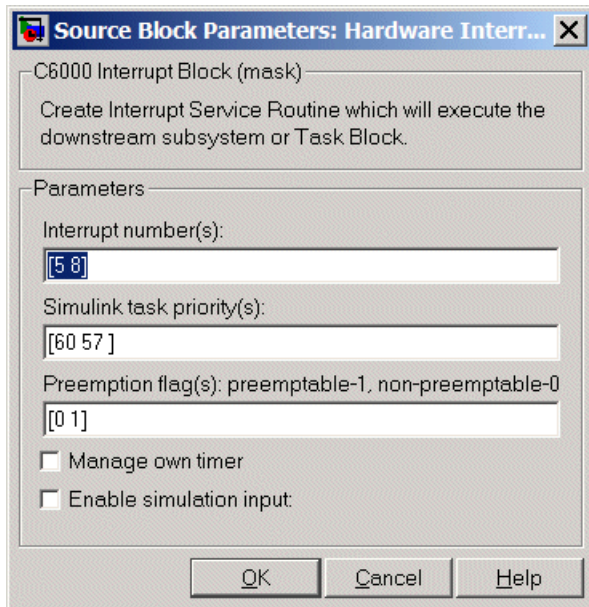 Source Block Parameters: Hardware Interr...
C6000 Interrupt Block (mask)
Create Interrupt Service Routine which will execute the
downstream subsystem or Task Block.
Parameters
Interrupt number(s):
[5 8]
Simulink task priority(s):
[60 57 ]
Preemption flag(s): preemptable-1, non-preemptable-0
[0 1]
Manage own timer
Enable simulation input:
OK
Cancel
Help